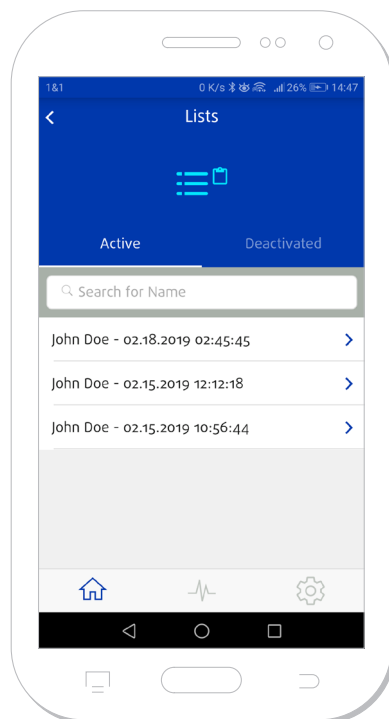 1&1 0 K/s 26% 14:47
Lists
Active Deactivated
Search for Name
John Doe - 02.18.2019 02:45:45
John Doe - 02.15.2019 12:12:18
John Doe - 02.15.2019 10:56:44